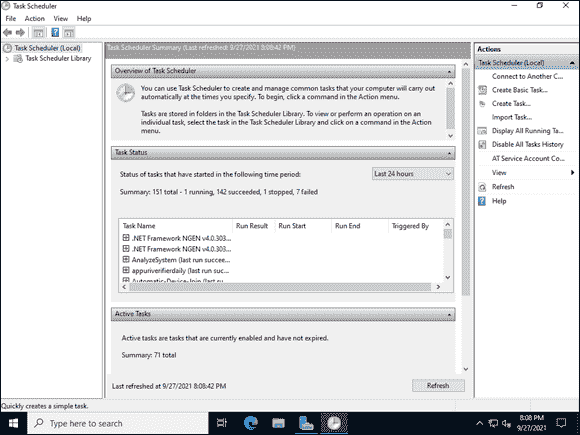 Task Scheduler
File Action View Help
Task Scheduler (Local)
Task Scheduler Library
Task Scheduler Summary (Last refreshed: 9/27/2021 8:08:42 PM)
Overview of Task Scheduler
You can use Task Scheduler to create and manage common tasks that your computer will carry out
automatically at the times you specify. To begin, click a command in the Action menu.
Tasks are stored in folders in the Task Scheduler Library. To view or perform an operation on an
individual task, select the task in the Task Scheduler Library and click on a command in the Action
menu.
Task Status
Status of tasks that have started in the following time period:
Last 24 hours
Summary: 151 total - 1 running, 142 succeeded, 1 stopped, 7 failed
Task Name Run Result Run Start Run End Triggered By
.NET Framework NGEN v4.0.303...
.NET Framework NGEN v4.0.303...
AnalyzeSystem (last run succee...
appuriverifierdaily (last run suc...
Automatic-Device-Join (last su...
Active Tasks
Active tasks are tasks that are currently enabled and have not expired.
Summary: 71 total
Last refreshed at 9/27/2021 8:08:42 PM
Refresh
Actions
Task Scheduler (Local)
Connect to Another C...
Create Basic Task...
Create Task...
Import Task...
Display All Running Ta...
Disable All Tasks History
AT Service Account Co...
View
Refresh
Help
Quickly creates a simple task.
Type here to search
8:08 PM
9/27/2021